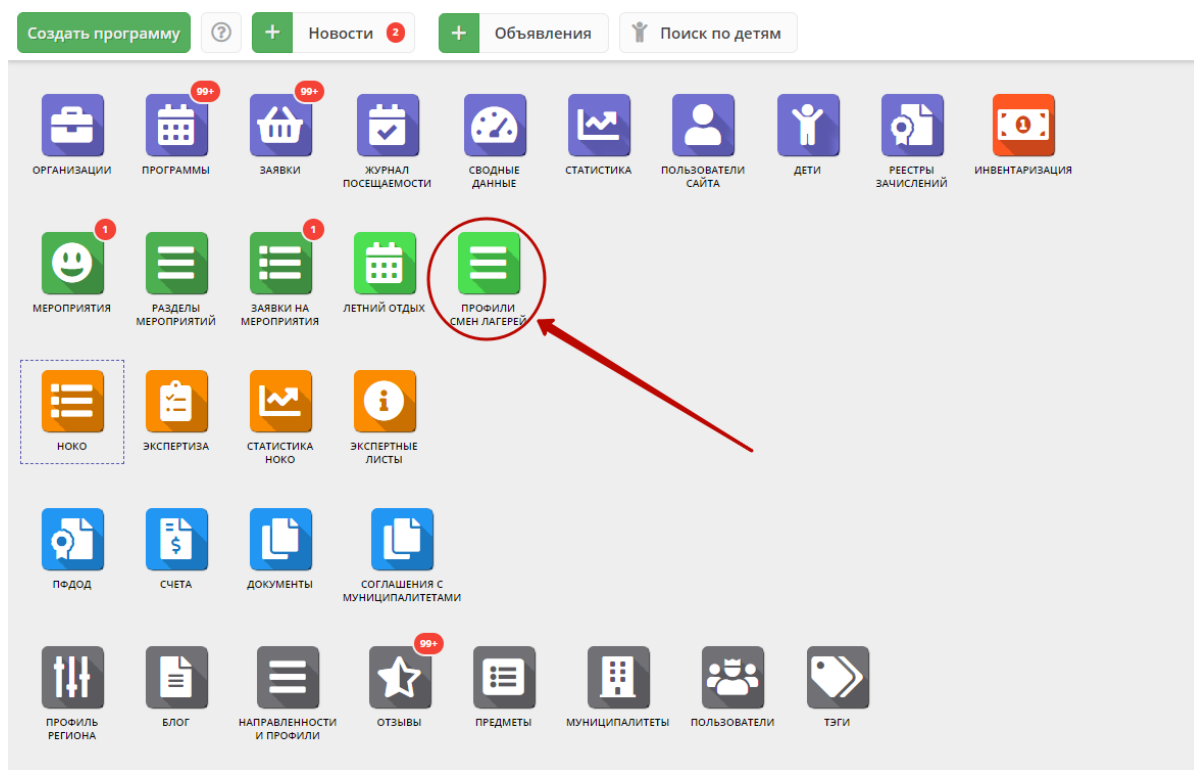 Создать программу ? + Новости 2 + Объявления Поиск по детям
99+ 99+
1
ОРГАНИЗАЦИИ ПРОГРАММЫ ЗАЯВКИ ЖУРНАЛ СВОДНЫЕ СТАТИСТИКА ПОЛЬЗОВАТЕЛИ ДЕТИ РЕЕСТРЫ ИНВЕНТАРИЗАЦИЯ
ПОСЕЩАЕМОСТИ ДАННЫЕ САЙТА ЗАЧИСЛЕНИЙ
1 1
МЕРОПРИЯТИЯ РАЗДЕЛЫ ЗАЯВКИ НА ЛЕТНИЙ ОТДЫХ ПРОФИЛИ
МЕРОПРИЯТИЙ МЕРОПРИЯТИЯ СМЕН ЛАГЕРЕЙ
i
НОКО ЭКСПЕРТИЗА СТАТИСТИКА ЭКСПЕРТНЫЕ
НОКО ЛИСТЫ
$
ПФДОД СЧЕТА ДОКУМЕНТЫ СОГЛАШЕНИЯ С
МУНИЦИПАЛИТЕТАМИ
99+
ПРОФИЛЬ БЛОГ НАПРАВЛЕННОСТИ ОТЗЫВЫ ПРЕДМЕТЫ МУНИЦИПАЛИТЕТЫ ПОЛЬЗОВАТЕЛИ ТЭГИ
РЕГИОНА И ПРОФИЛИ